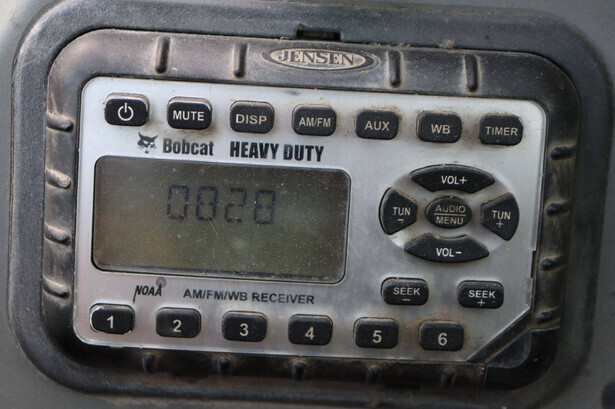 JENSEN
MUTE DISP AM/FM AUX WB TIMER
Bobcat HEAVY DUTY
VOL+
TUN - AUDIO MENU TUN +
VOL-
SEEK - SEEK +
NOAA AM/FM/WB RECEIVER
1 2 3 4 5 6